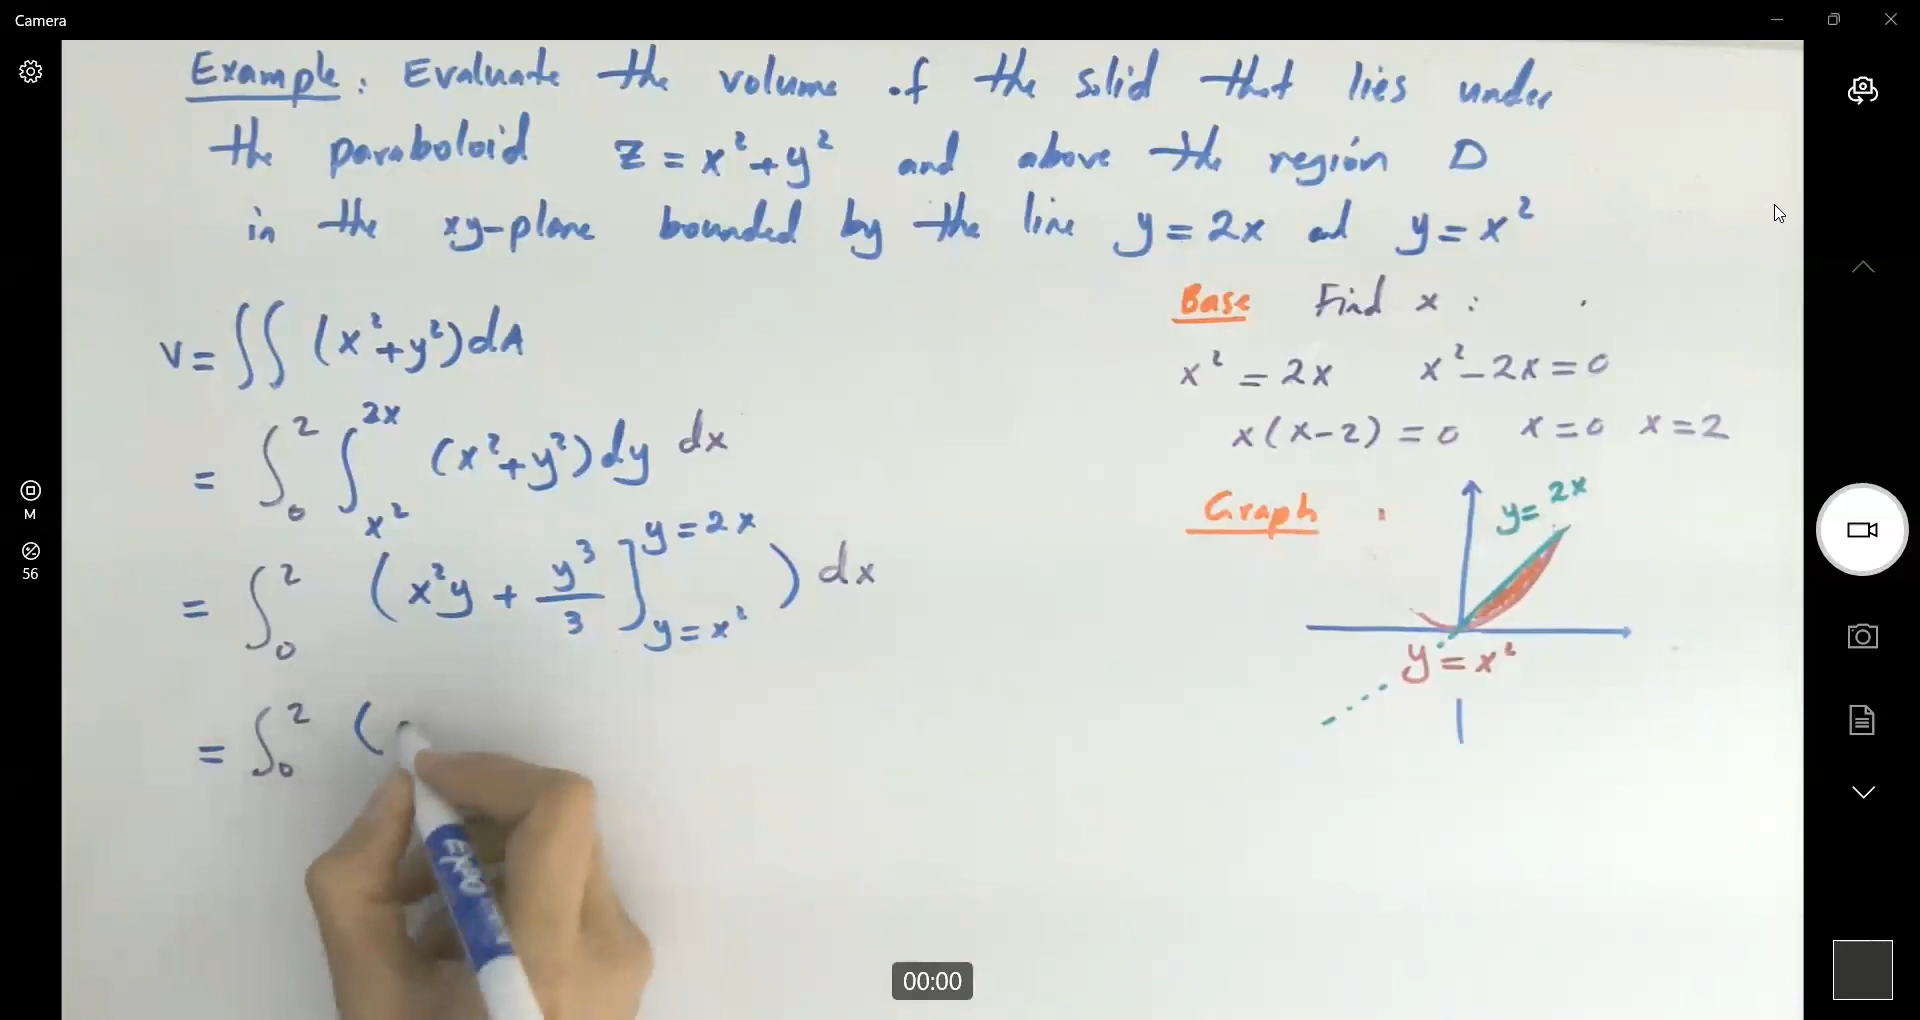 Camera
Example: Evaluate the volume of the solid that lies under
the paraboloid z = x² + y² and above the region D
in the xy-plane bounded by the line y = 2x and y = x²
V = ∬ (x² + y²) dA
= ∫₀² ∫_{x²}^{2x} (x² + y²) dy dx
= ∫₀² (x²y + y³/3 ]_{y=x²}^{y=2x} ) dx
= ∫₀² (
Base Find x :
x² = 2x x² - 2x = 0
x(x-2) = 0 x = 0 x = 2
Graph :
y = 2x
y = x²
M
56
EXPO
00:00